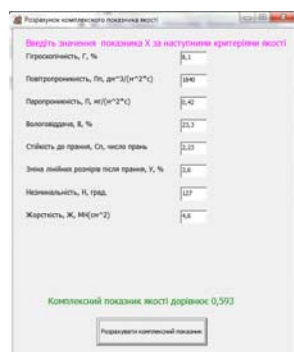 Розрахунок комплексного показника якості
Введіть значення показника X за наступними критеріями якості
Гігроскопічність, Г, % 8,1
Повітропроникність, Пп, дм^3/(м^2*с) 1840
Паропроникність, П, мг/(м^2*с) 0,42
Вологовіддача, В, % 23,3
Стійкость до прання, Сп, число прань 2,23
Зміна лінійних розмірів після прання, У, % 3,6
Незминальність, Н, град. 127
Жорсткість, Ж, МН(см^2) 4,6
Комплексний показник якості дорівнює 0,593
Розрахувати комплексний показник